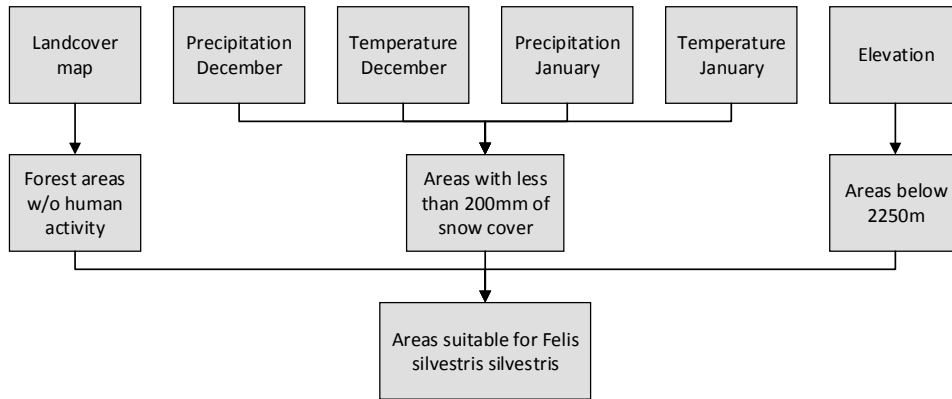 Landcover
map
Precipitation
December
Temperature
December
Precipitation
January
Temperature
January
Elevation
Forest areas
w/o human
activity
Areas with less
than 200mm of
snow cover
Areas below
2250m
Areas suitable for Felis
silvestris silvestris